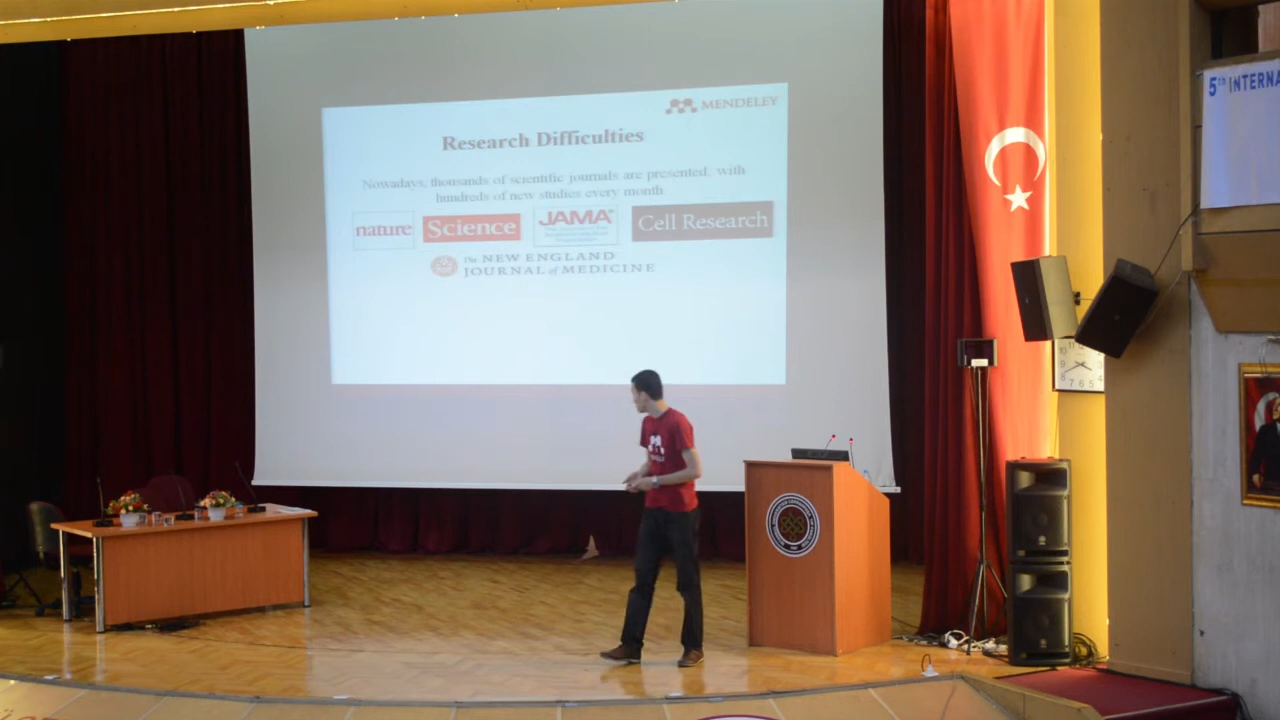 MENDELEY
Research Difficulties
Nowadays, thousands of scientific journals are presented, with
hundreds of new studies every month
nature
Science
JAMA
Cell Research
The NEW ENGLAND
JOURNAL of MEDICINE
5th INTERNA